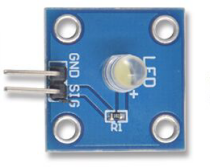 GND SIG
LED
+
R1